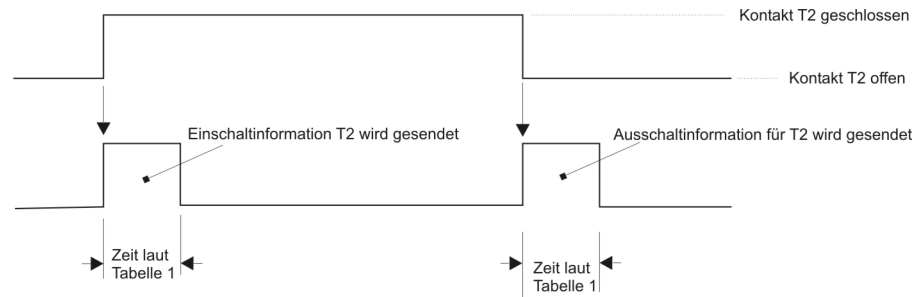 Kontakt T2 geschlossen
Kontakt T2 offen
Einschaltinformation T2 wird gesendet
Ausschaltinformation für T2 wird gesendet
Zeit laut
Tabelle 1
Zeit laut
Tabelle 1